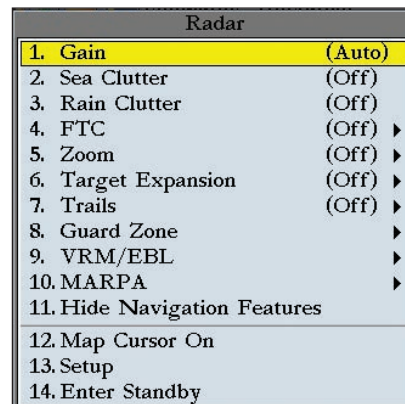 Radar
1. Gain (Auto)
2. Sea Clutter (Off)
3. Rain Clutter (Off)
4. FTC (Off)
5. Zoom (Off)
6. Target Expansion (Off)
7. Trails (Off)
8. Guard Zone
9. VRM/EBL
10. MARPA
11. Hide Navigation Features
12. Map Cursor On
13. Setup
14. Enter Standby